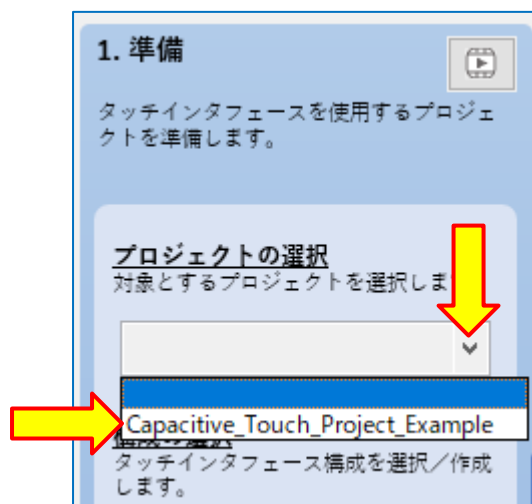 1. 準備
タッチインタフェースを使用するプロジェ
クトを準備します。
プロジェクトの選択
対象とするプロジェクトを選択しま
Capacitive_Touch_Project_Example
の選択
タッチインタフェース構成を選択／作成
します。